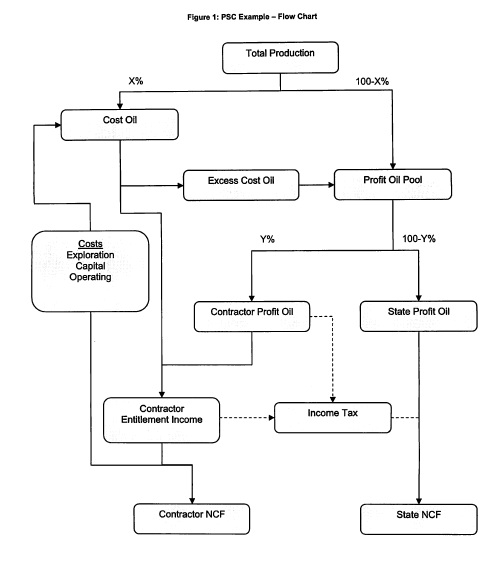 Figure 1: PSC Example – Flow Chart
Total Production
X%
100-X%
Cost Oil
Excess Cost Oil
Profit Oil Pool
Costs
Exploration
Capital
Operating
Y%
100-Y%
Contractor Profit Oil
State Profit Oil
Contractor
Entitlement Income
Income Tax
Contractor NCF
State NCF